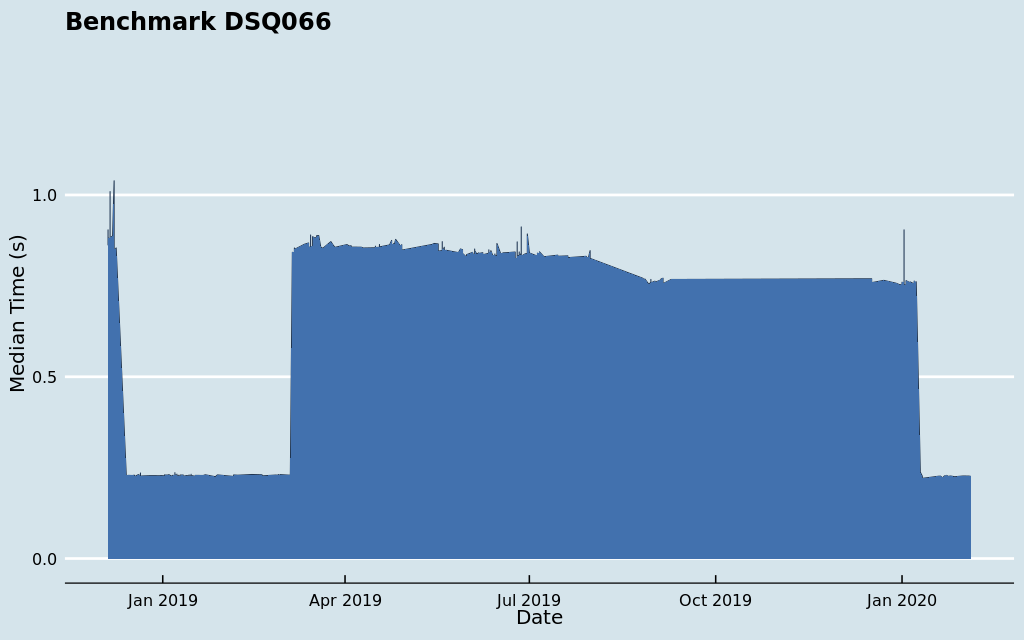 Benchmark DSQ066
Median Time (s)
1.0
0.5
0.0
Jan 2019
Apr 2019
Jul 2019
Oct 2019
Jan 2020
Date